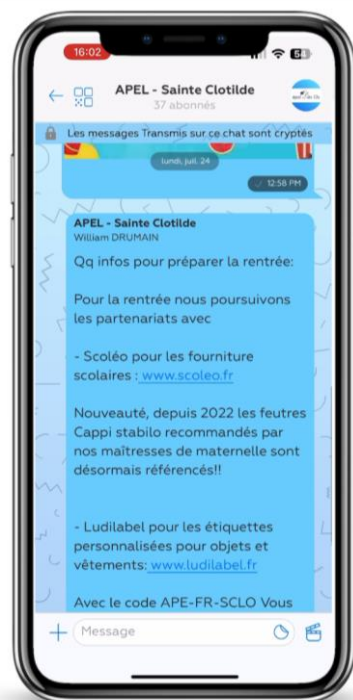 16:02
54
APEL - Sainte Clotilde
37 abonnés
Les messages Transmis sur ce chat sont cryptés
lundi, juil. 24
12:58 PM
APEL - Sainte Clotilde
William DRUMAIN
Qq infos pour préparer la rentrée:
Pour la rentrée nous poursuivons
les partenariats avec
- Scoléo pour les fourniture
scolaires : www.scoleo.fr
Nouveauté, depuis 2022 les feutres
Cappi stabilo recommandés par
nos maîtresses de maternelle sont
désormais référencés!!
- Ludilabel pour les étiquettes
personnalisées pour objets et
vêtements: www.ludilabel.fr
Avec le code APE-FR-SCLO Vous
Message